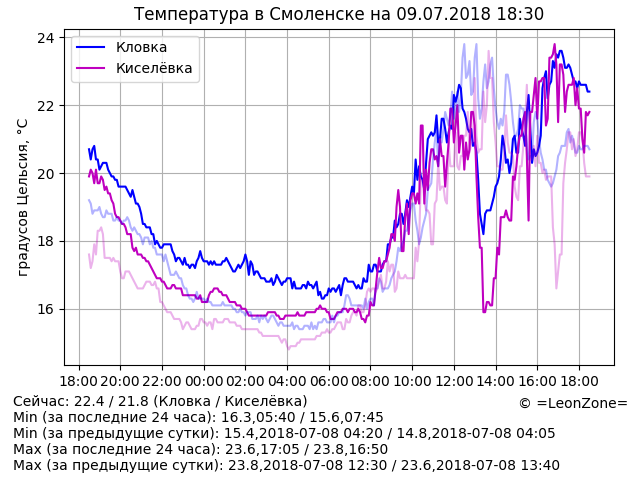 Температура в Смоленске на 09.07.2018 18:30
градусов Цельсия, °C
24
22
20
18
16
Кловка
Киселёвка
18:00 20:00 22:00 00:00 02:00 04:00 06:00 08:00 10:00 12:00 14:00 16:00 18:00
Сейчас: 22.4 / 21.8 (Кловка / Киселёвка)
© =LeonZone=
Min (за последние 24 часа): 16.3,05:40 / 15.6,07:45
Min (за предыдущие сутки): 15.4,2018-07-08 04:20 / 14.8,2018-07-08 04:05
Max (за последние 24 часа): 23.6,17:05 / 23.8,16:50
Max (за предыдущие сутки): 23.8,2018-07-08 12:30 / 23.6,2018-07-08 13:40